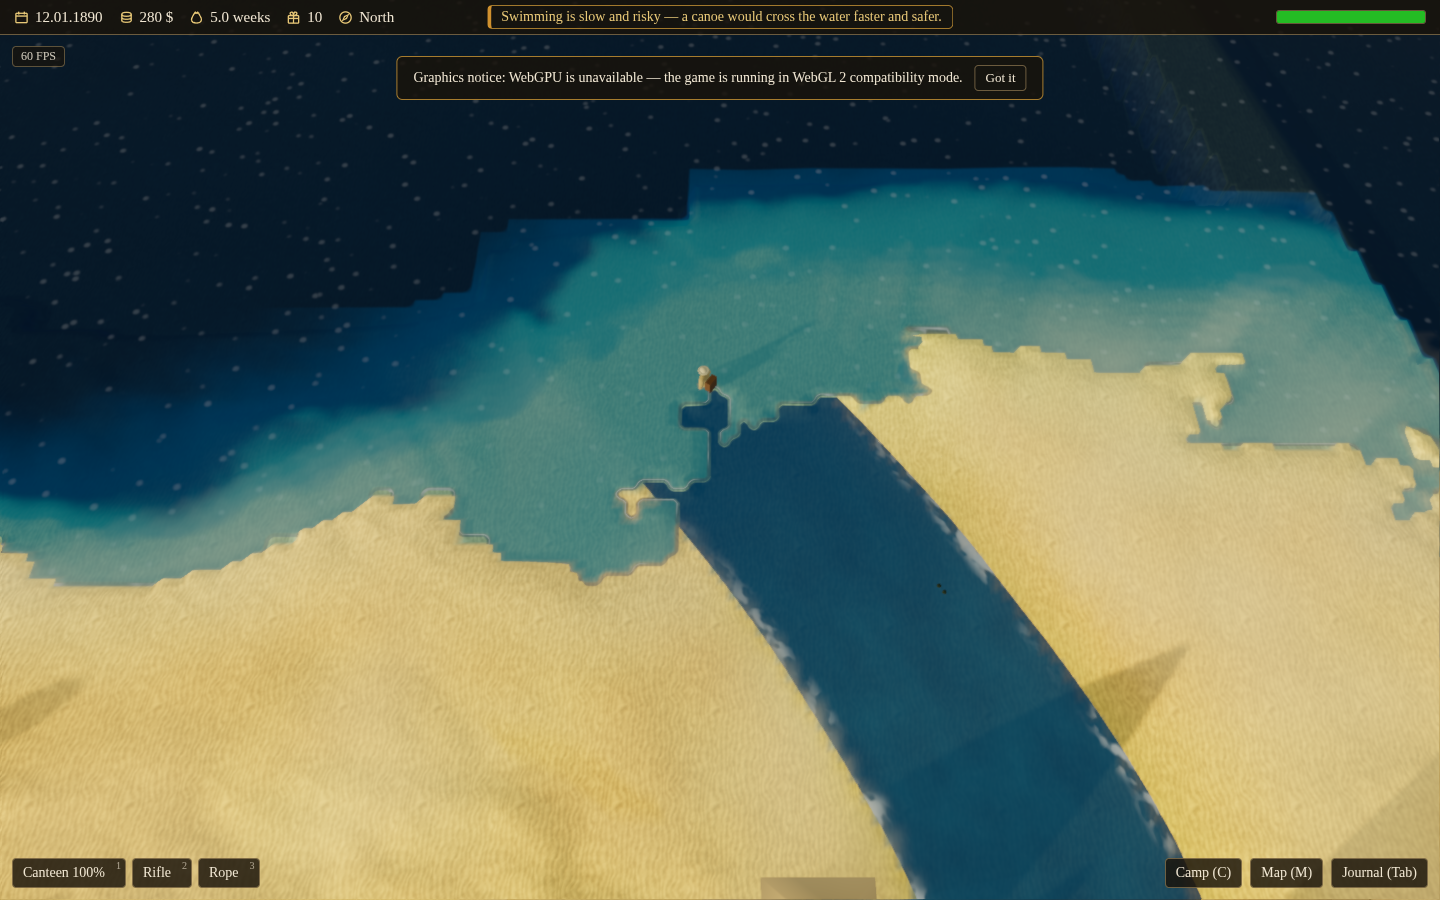 12.01.1890 280 $ 5.0 weeks 10 North Swimming is slow and risky — a canoe would cross the water faster and safer.
60 FPS
Graphics notice: WebGPU is unavailable — the game is running in WebGL 2 compatibility mode. Got it
Canteen 100% 1 Rifle 2 Rope 3 Camp (C) Map (M) Journal (Tab)